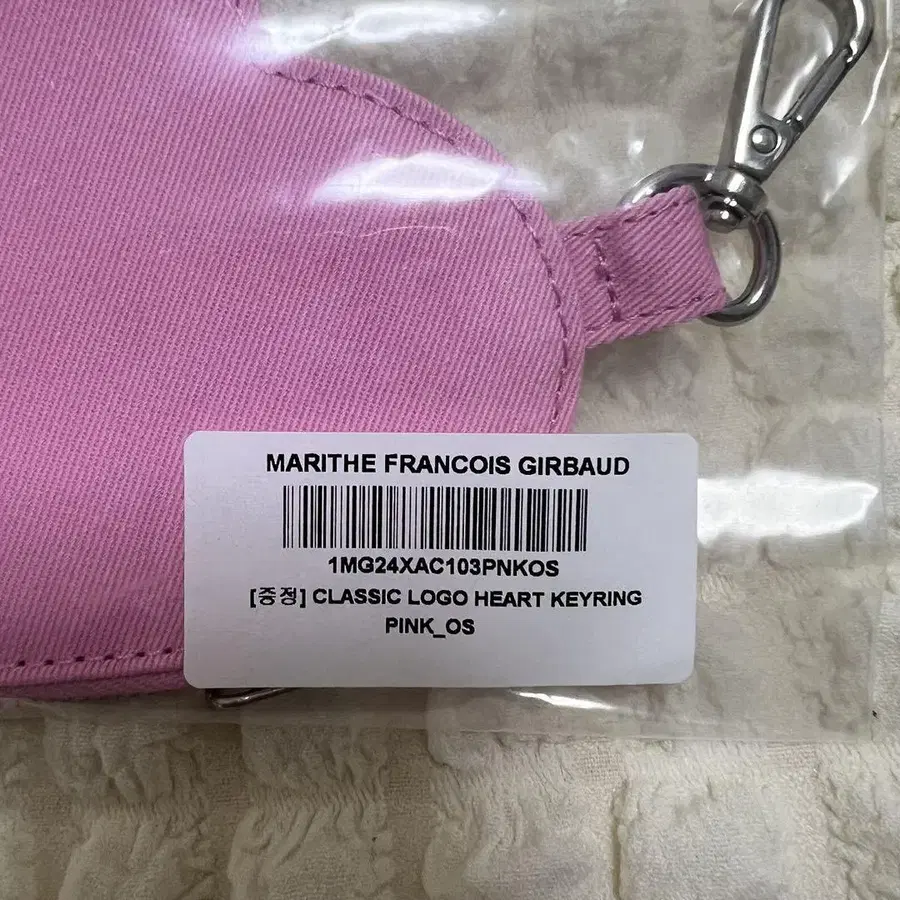 MARITHE FRANCOIS GIRBAUD
1MG24XAC103PNKOS
[증정] CLASSIC LOGO HEART KEYRING
PINK_OS